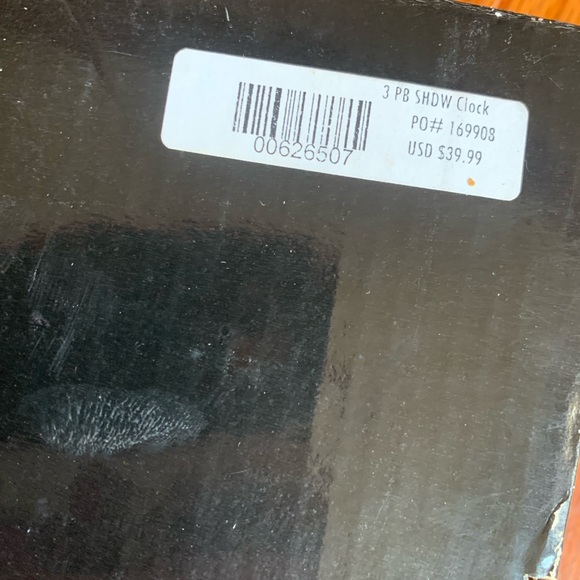 3 PB SHDW Clock
PO# 169908
USD $39.99
00626507